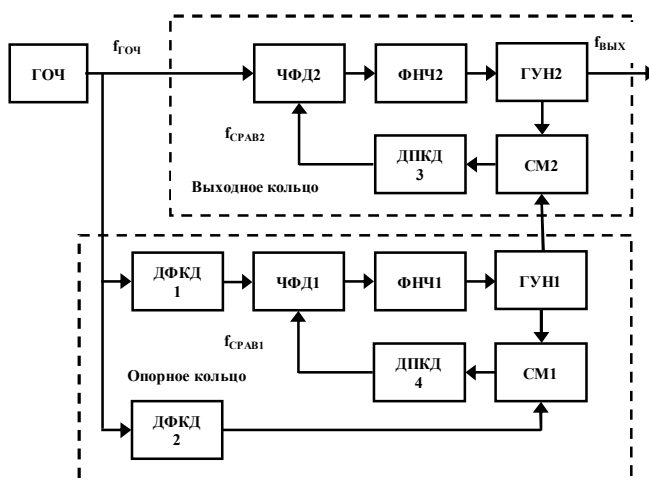 fГОЧ
fВЫХ
ГОЧ
ЧФД2
ФНЧ2
ГУН2
fСРАВ2
ДПКД
3
СМ2
Выходное кольцо
ДФКД
1
ЧФД1
ФНЧ1
ГУН1
fСРАВ1
ДПКД
4
СМ1
Опорное кольцо
ДФКД
2